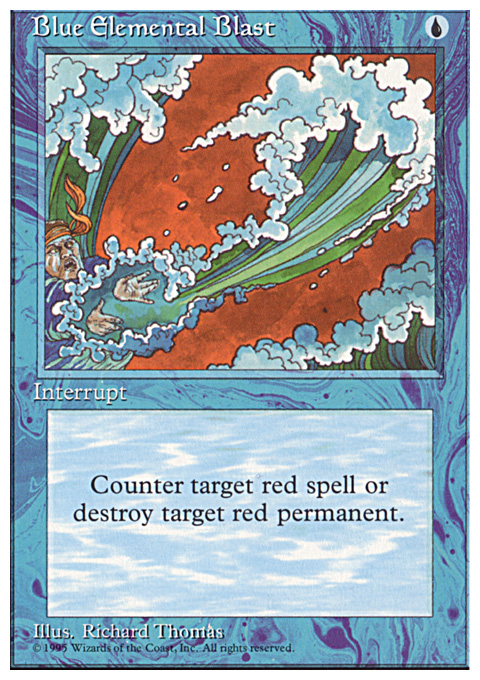 Blue Elemental Blast
Interrupt
Counter target red spell or
destroy target red permanent.
Illus. Richard Thomas
© 1995 Wizards of the Coast, Inc. All rights reserved.